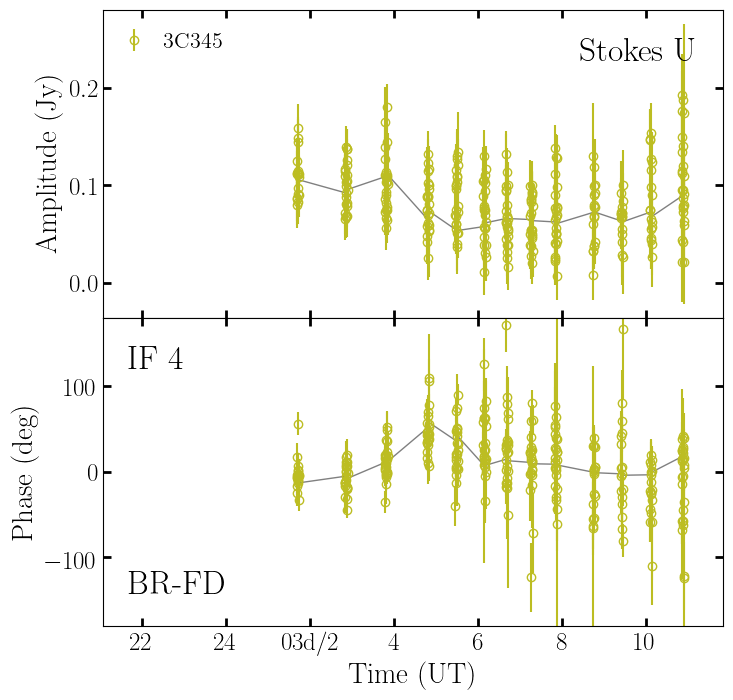 3C345
Stokes U
Amplitude (Jy)
0.2
0.1
0.0
IF 4
Phase (deg)
100
0
−100
BR-FD
22 24 03d/2 4 6 8 10
Time (UT)